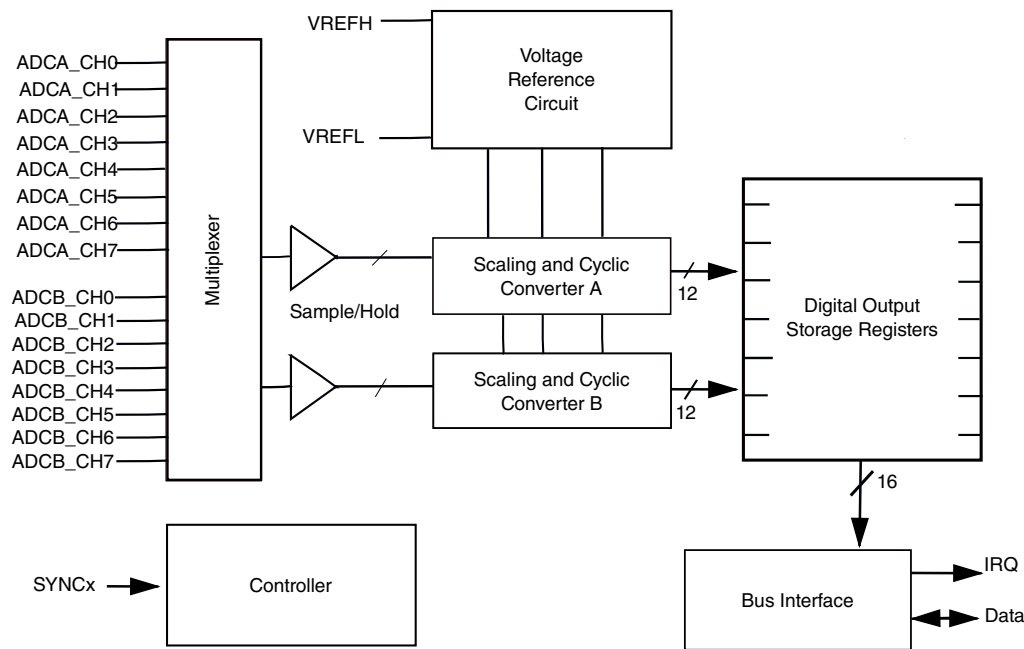 VREFH
Voltage
Reference
Circuit
VREFL
ADCA_CH0
ADCA_CH1
ADCA_CH2
ADCA_CH3
ADCA_CH4
ADCA_CH5
ADCA_CH6
ADCA_CH7
ADCB_CH0
ADCB_CH1
ADCB_CH2
ADCB_CH3
ADCB_CH4
ADCB_CH5
ADCB_CH6
ADCB_CH7
Multiplexer
Sample/Hold
Scaling and Cyclic
Converter A
12
Scaling and Cyclic
Converter B
12
Digital Output
Storage Registers
16
SYNCx
Controller
Bus Interface
IRQ
Data